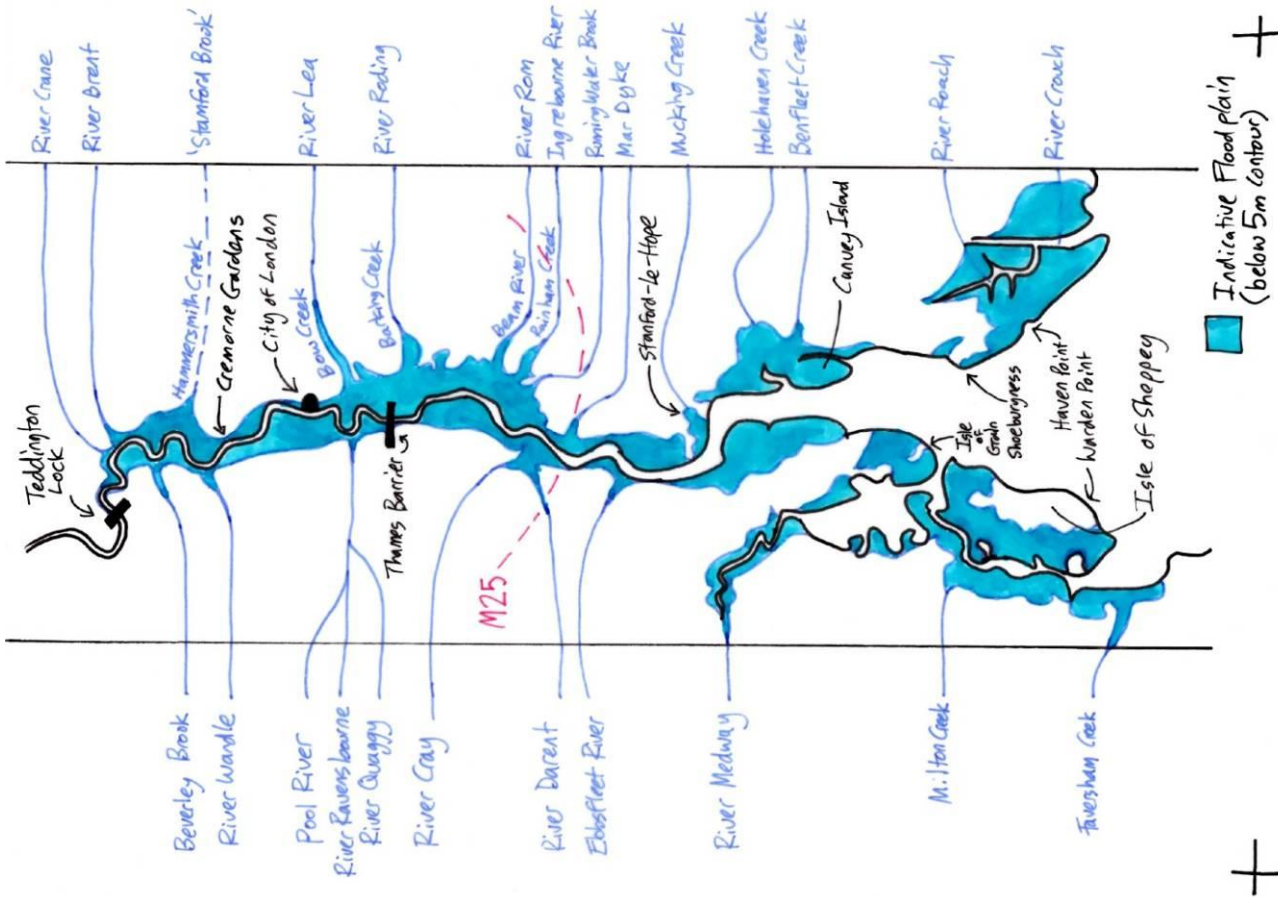 River Crane
River Brent
'Stamford Brook'
River Lea
River Roding
River Rom
Ingrebourne River
Runing Water Brook
Mar Dyke
Mucking Creek
Holehaven Creek
Benfleet Creek
River Roach
River Crouch
Teddington
Lock
Hammersmith Creek
Cremorne Gardens
City of London
Bow Creek
Barking Creek
Thames Barrier
Beam River
Rainham Creek
M25
Stanford-Le-Hope
Canvey Island
Isle
of
Grain
Shoeburyness
Haven Point
Warden Point
Isle of Sheppey
Beverley Brook
River Wandle
Pool River
River Ravensbourne
River Quaggy
River Cray
River Darent
Ebbsfleet River
River Medway
Milton Creek
Faversham Creek
Indicative Floodplain
(below 5m contour)